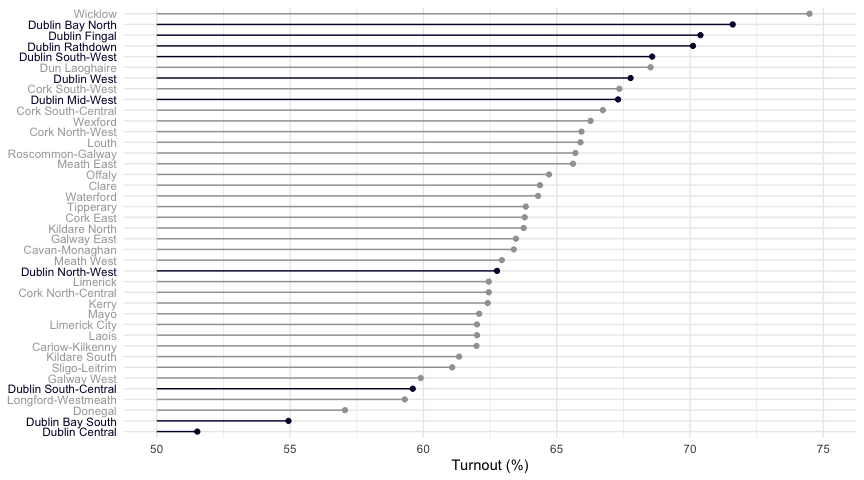 Wicklow
Dublin Bay North
Dublin Fingal
Dublin Rathdown
Dublin South-West
Dun Laoghaire
Dublin West
Cork South-West
Dublin Mid-West
Cork South-Central
Wexford
Cork North-West
Louth
Roscommon-Galway
Meath East
Offaly
Clare
Waterford
Tipperary
Cork East
Kildare North
Galway East
Cavan-Monaghan
Meath West
Dublin North-West
Limerick
Cork North-Central
Kerry
Mayo
Limerick City
Laois
Carlow-Kilkenny
Kildare South
Sligo-Leitrim
Galway West
Dublin South-Central
Longford-Westmeath
Donegal
Dublin Bay South
Dublin Central
50 55 60 65 70 75
Turnout (%)